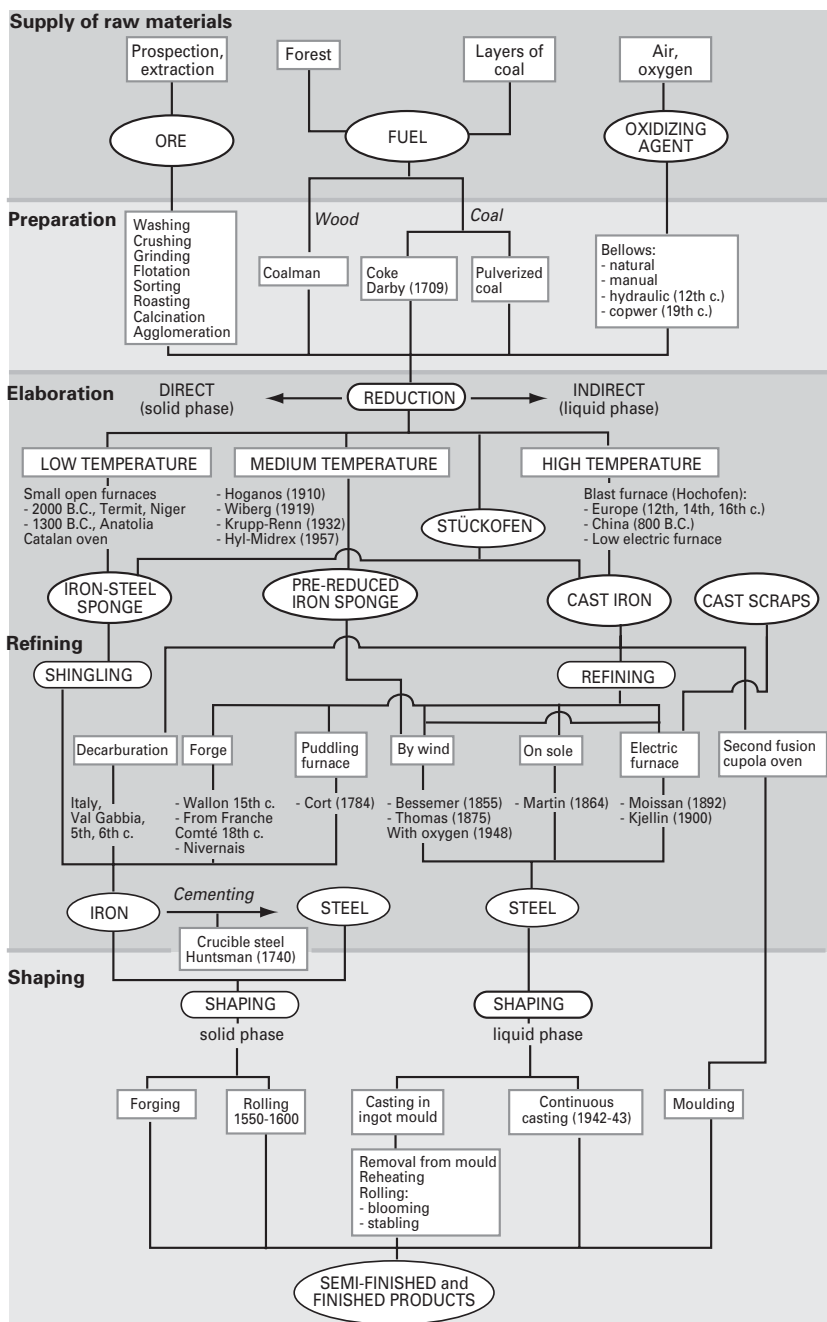 Supply of raw materials
Prospection,
extraction
Forest
Layers of
coal
Air,
oxygen
ORE
FUEL
OXIDIZING
AGENT
Preparation
Washing
Crushing
Grinding
Flotation
Sorting
Roasting
Calcination
Agglomeration
Wood
Coal
Coalman
Coke
Darby (1709)
Pulverized
coal
Bellows:
- natural
- manual
- hydraulic (12th c.)
- copwer (19th c.)
Elaboration
DIRECT
(solid phase)
REDUCTION
INDIRECT
(liquid phase)
LOW TEMPERATURE
MEDIUM TEMPERATURE
HIGH TEMPERATURE
Small open furnaces
- 2000 B.C., Termit, Niger
- 1300 B.C., Anatolia
Catalan oven
- Hoganos (1910)
- Wiberg (1919)
- Krupp-Renn (1932)
- Hyl-Midrex (1957)
STÜCKOFEN
Blast furnace (Hochofen):
- Europe (12th, 14th, 16th c.)
- China (800 B.C.)
- Low electric furnace
IRON-STEEL
SPONGE
PRE-REDUCED
IRON SPONGE
CAST IRON
CAST SCRAPS
Refining
SHINGLING
REFINING
Decarburation
Forge
Puddling
furnace
By wind
On sole
Electric
furnace
Second fusion
cupola oven
Italy,
Val Gabbia,
5th, 6th c.
- Wallon 15th c.
- From Franche
Comté 18th c.
- Nivernais
- Cort (1784)
- Bessemer (1855)
- Thomas (1875)
With oxygen (1948)
- Martin (1864)
- Moissan (1892)
- Kjellin (1900)
IRON
Cementing
STEEL
STEEL
Crucible steel
Huntsman (1740)
Shaping
SHAPING
solid phase
SHAPING
liquid phase
Forging
Rolling
1550-1600
Casting in
ingot mould
Continuous
casting (1942-43)
Moulding
Removal from mould
Reheating
Rolling:
- blooming
- stabling
SEMI-FINISHED and
FINISHED PRODUCTS